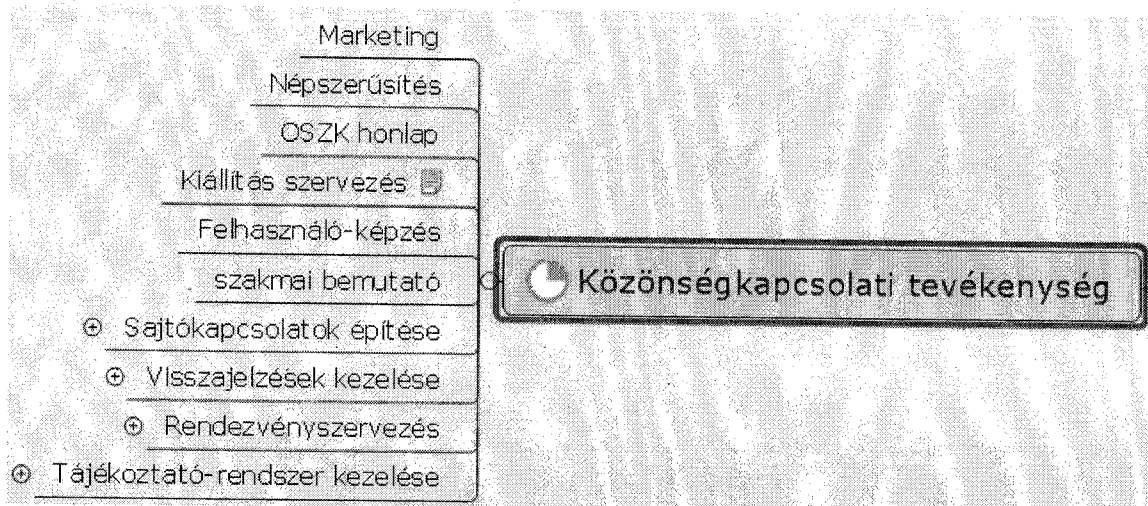 Marketing
Népszerűsítés
OSZK honlap
Kiállítás szervezés
Felhasználó-képzés
szakmai bemutató
Sajtókapcsolatok építése
Visszajelzések kezelése
Rendezvényszervezés
Tájékoztató-rendszer kezelése
Közönségkapcsolati tevékenység